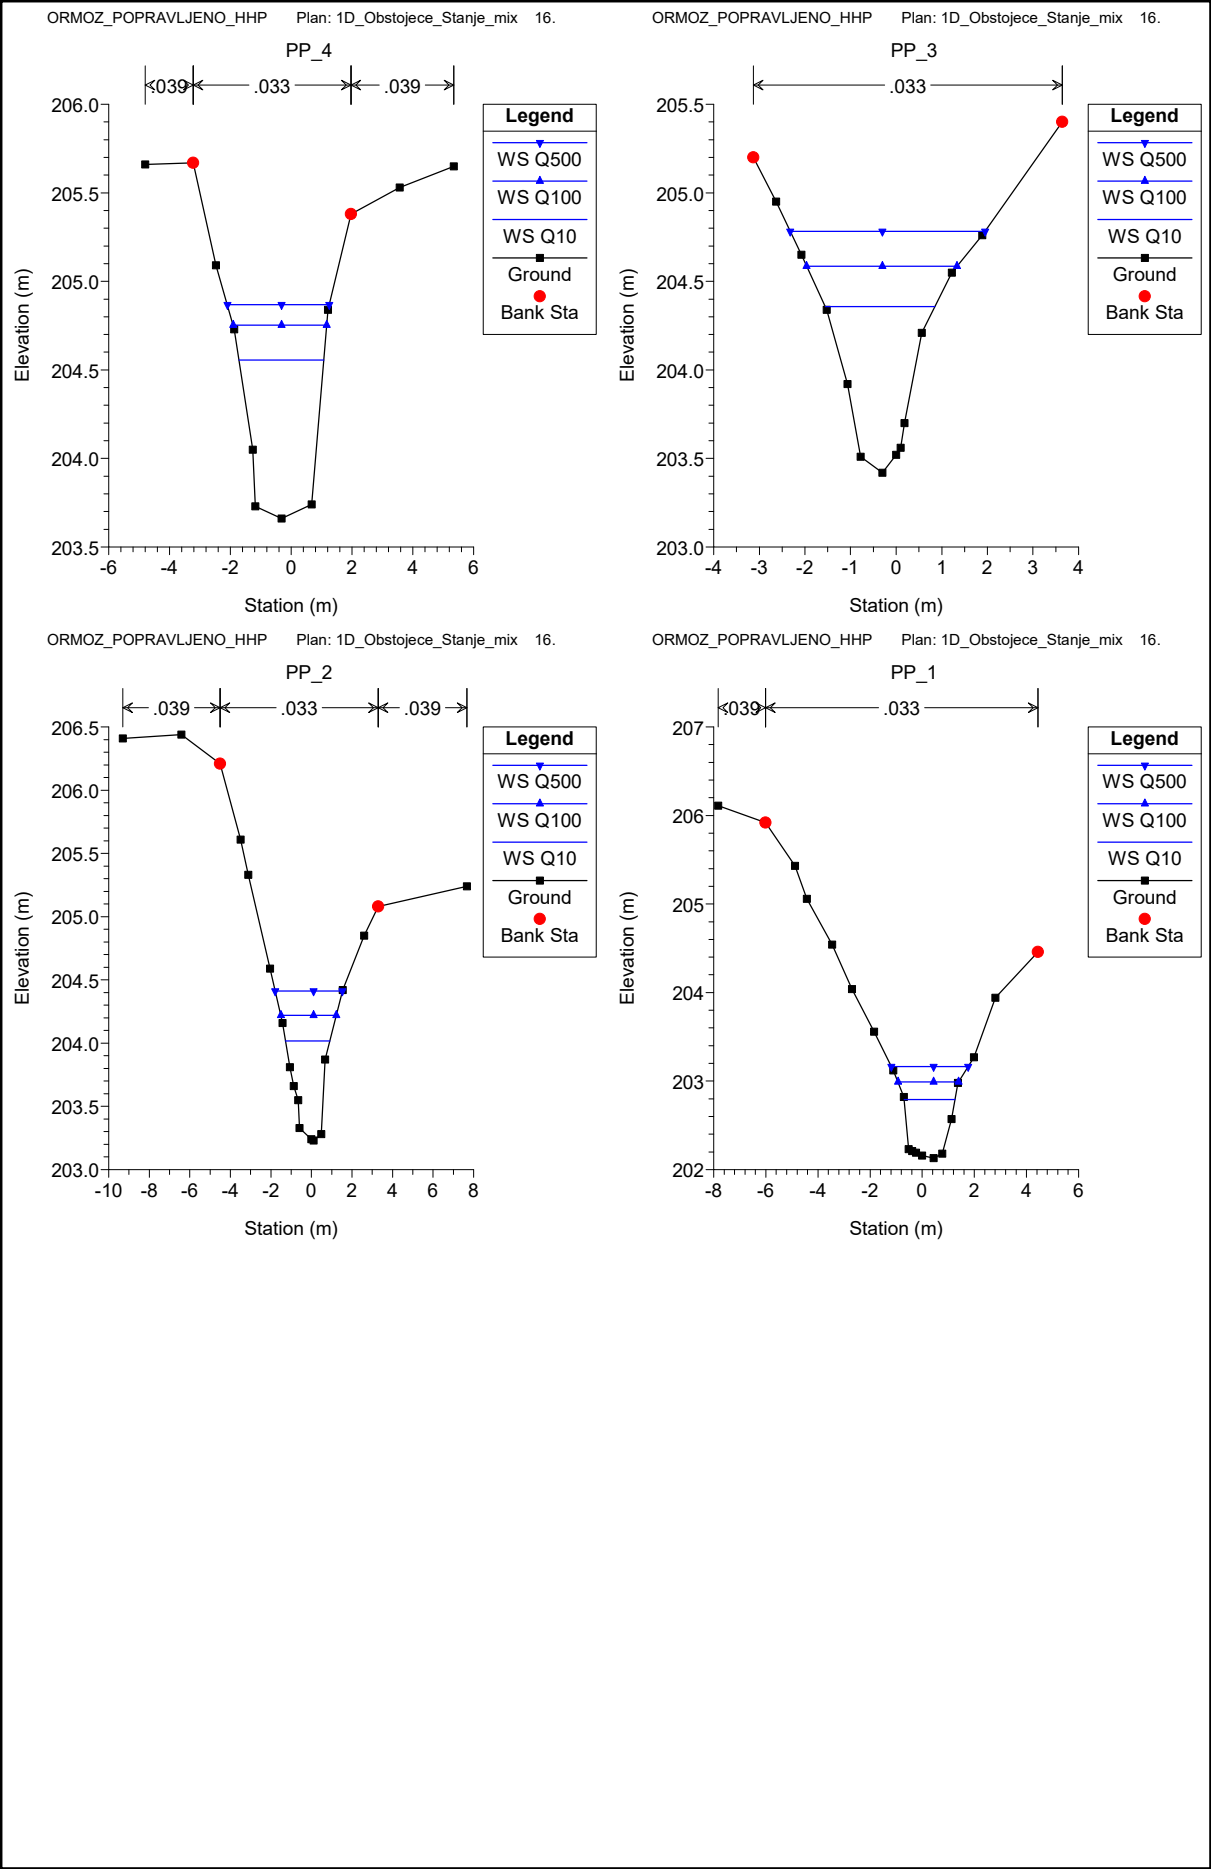 ORMOZ_POPRAVLJENO_HHP Plan: 1D_Obstojece_Stanje_mix 16.
PP_4
.039 .033 .039
206.0
205.5
205.0
204.5
204.0
203.5
-6 -4 -2 0 2 4 6
Station (m)
Elevation (m)
Legend
WS Q500
WS Q100
WS Q10
Ground
Bank Sta
ORMOZ_POPRAVLJENO_HHP Plan: 1D_Obstojece_Stanje_mix 16.
PP_3
.033
205.5
205.0
204.5
204.0
203.5
203.0
-4 -3 -2 -1 0 1 2 3 4
Station (m)
Elevation (m)
Legend
WS Q500
WS Q100
WS Q10
Ground
Bank Sta
ORMOZ_POPRAVLJENO_HHP Plan: 1D_Obstojece_Stanje_mix 16.
PP_2
.039 .033 .039
206.5
206.0
205.5
205.0
204.5
204.0
203.5
203.0
-10 -8 -6 -4 -2 0 2 4 6 8
Station (m)
Elevation (m)
Legend
WS Q500
WS Q100
WS Q10
Ground
Bank Sta
ORMOZ_POPRAVLJENO_HHP Plan: 1D_Obstojece_Stanje_mix 16.
PP_1
.039 .033
207
206
205
204
203
202
-8 -6 -4 -2 0 2 4 6
Station (m)
Elevation (m)
Legend
WS Q500
WS Q100
WS Q10
Ground
Bank Sta